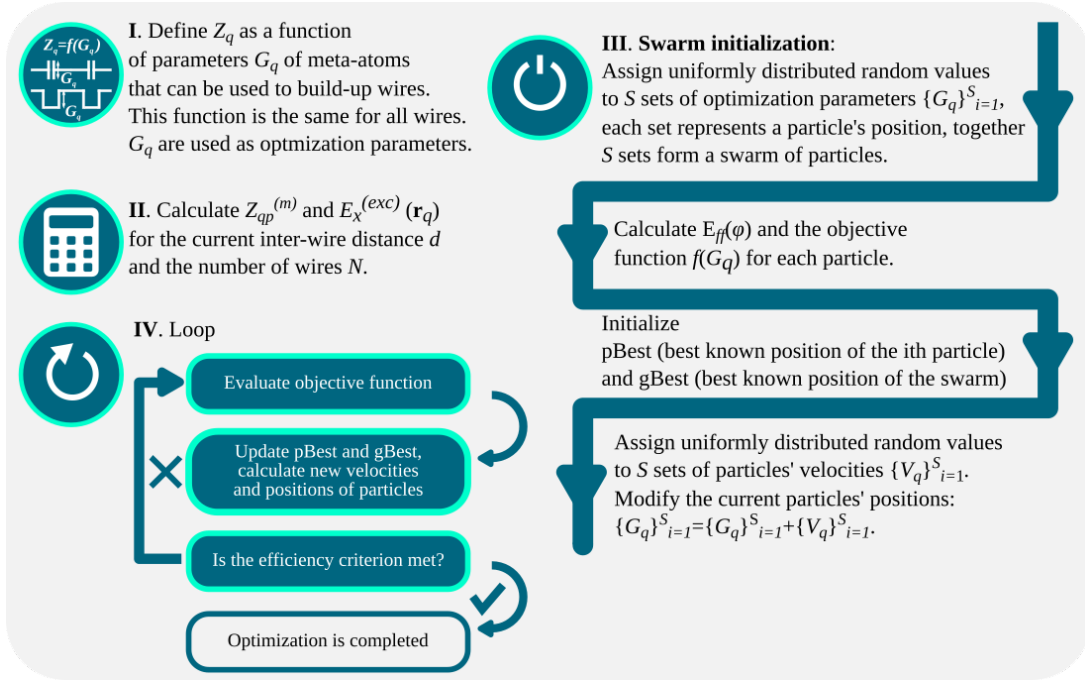 Z_q=f(G_q)
G_q
G_q
I. Define Z_q as a function
of parameters G_q of meta-atoms
that can be used to build-up wires.
This function is the same for all wires.
G_q are used as optmization parameters.
II. Calculate Z_qp^(m) and E_x^(exc) (r_q)
for the current inter-wire distance d
and the number of wires N.
III. Swarm initialization:
Assign uniformly distributed random values
to S sets of optimization parameters {G_q}^S_i=1,
each set represents a particle's position, together
S sets form a swarm of particles.
Calculate E_ff(φ) and the objective
function f(G_q) for each particle.
Initialize
pBest (best known position of the ith particle)
and gBest (best known position of the swarm)
Assign uniformly distributed random values
to S sets of particles' velocities {V_q}^S_i=1.
Modify the current particles' positions:
{G_q}^S_i=1={G_q}^S_i=1+{V_q}^S_i=1.
IV. Loop
Evaluate objective function
Update pBest and gBest,
calculate new velocities
and positions of particles
Is the efficiency criterion met?
Optimization is completed